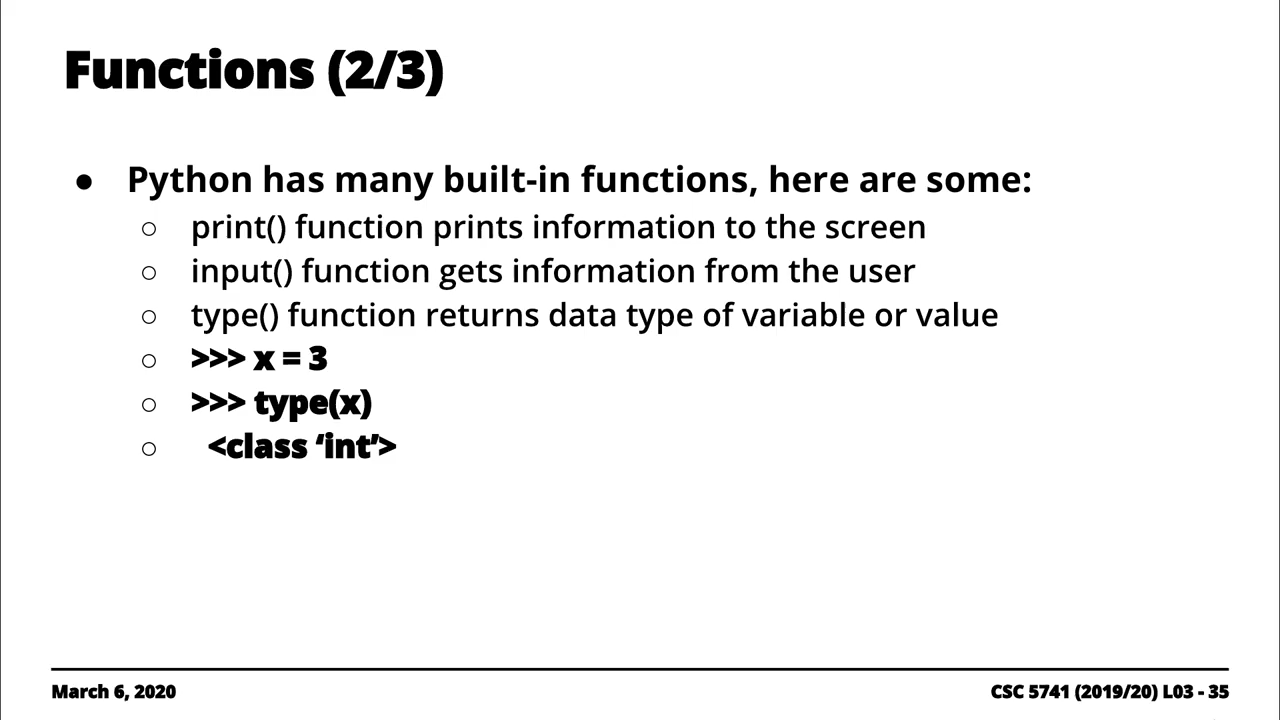 Functions (2/3)
● Python has many built-in functions, here are some:
○ print() function prints information to the screen
○ input() function gets information from the user
○ type() function returns data type of variable or value
○ >>> x = 3
○ >>> type(x)
○ <class ‘int’>
March 6, 2020
CSC 5741 (2019/20) L03 - 35